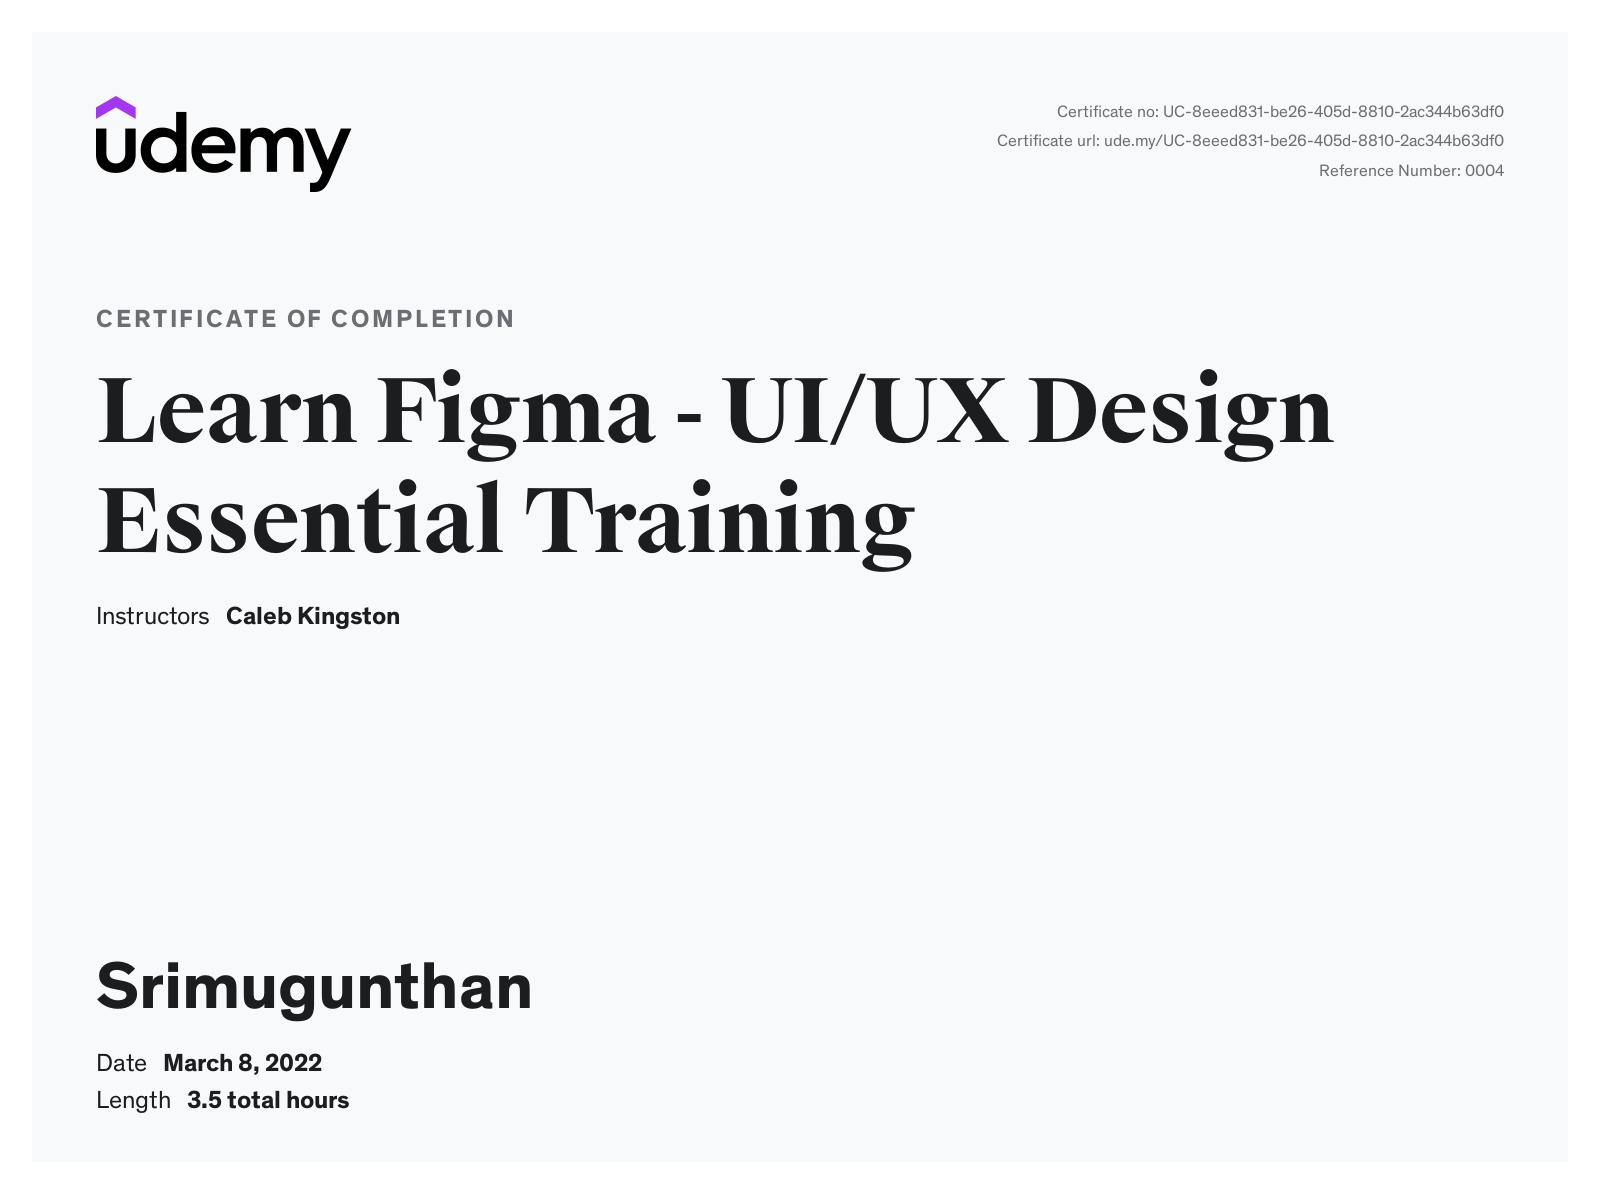 udemy
Certificate no: UC-8eeed831-be26-405d-8810-2ac344b63df0
Certificate url: ude.my/UC-8eeed831-be26-405d-8810-2ac344b63df0
Reference Number: 0004
CERTIFICATE OF COMPLETION
Learn Figma - UI/UX Design
Essential Training
Instructors Caleb Kingston
Srimugunthan
Date March 8, 2022
Length 3.5 total hours